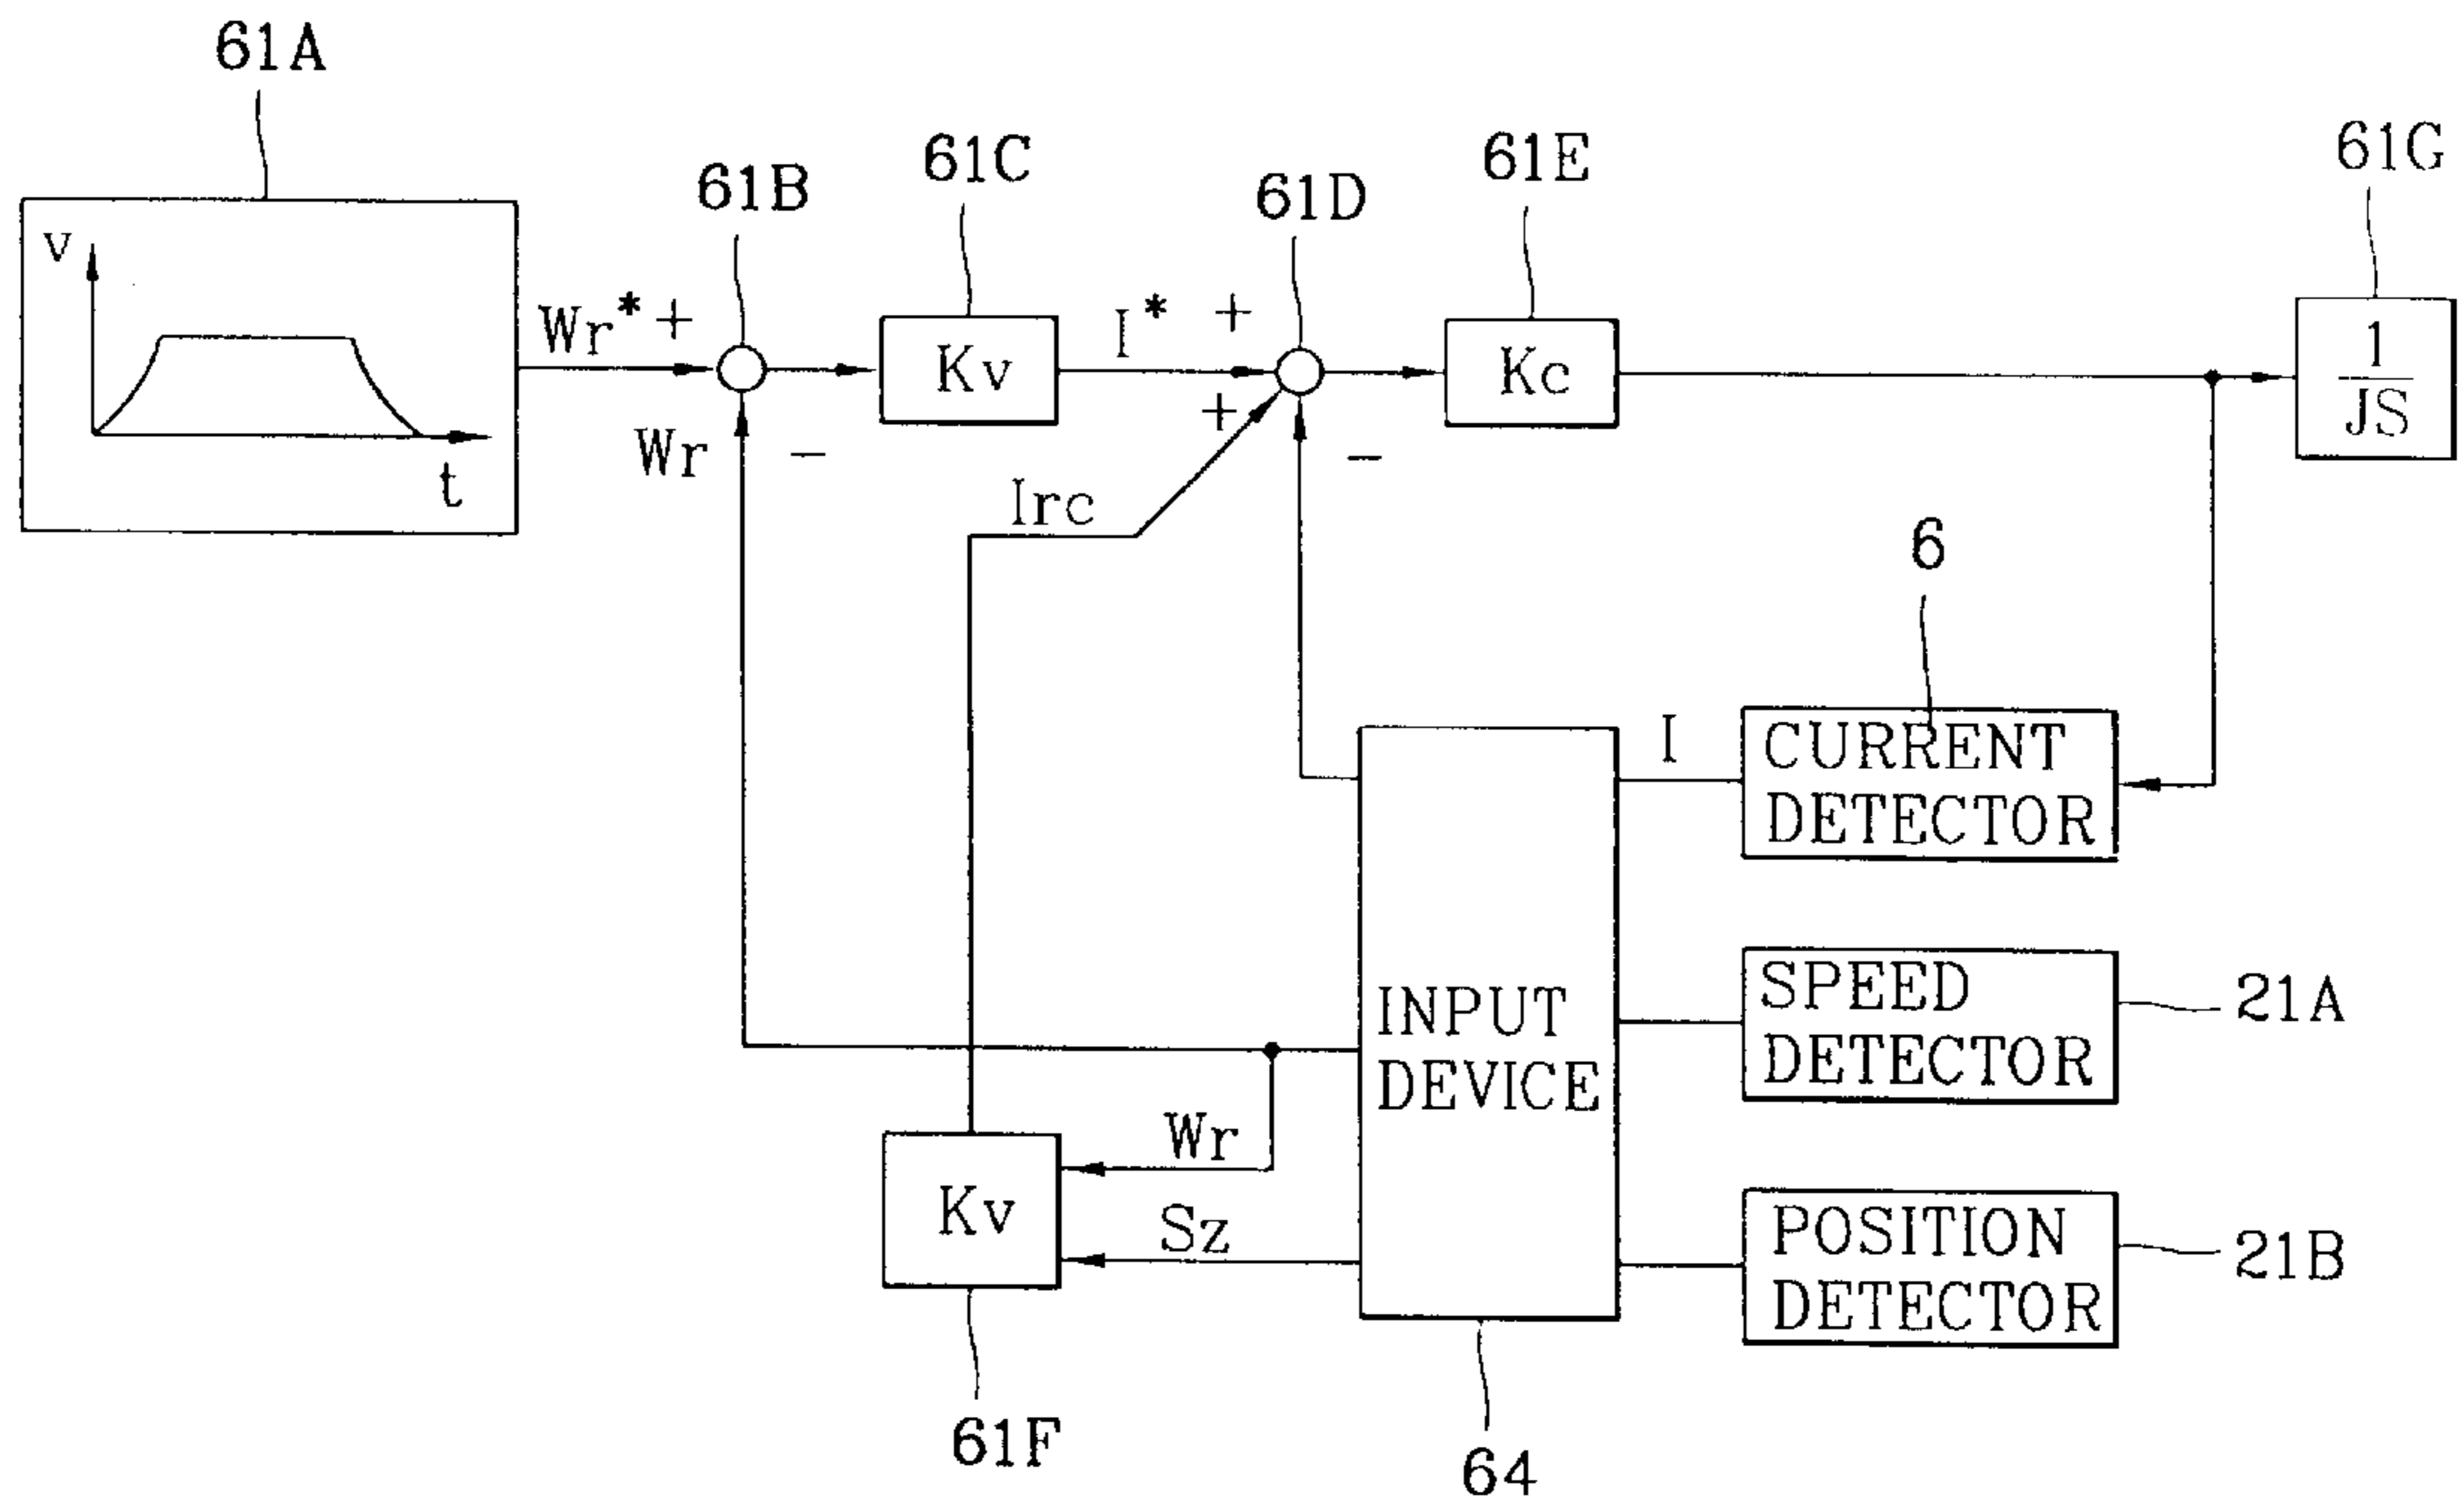 61A
61B
61C
61D
61E
61G
v
t
Wr* +
Wr
−
Kv
I* +
+
−
Irc
Kc
1
JS
6
I
CURRENT
DETECTOR
INPUT
DEVICE
SPEED
DETECTOR
21A
Wr
Sz
Kv
POSITION
DETECTOR
21B
61F
64